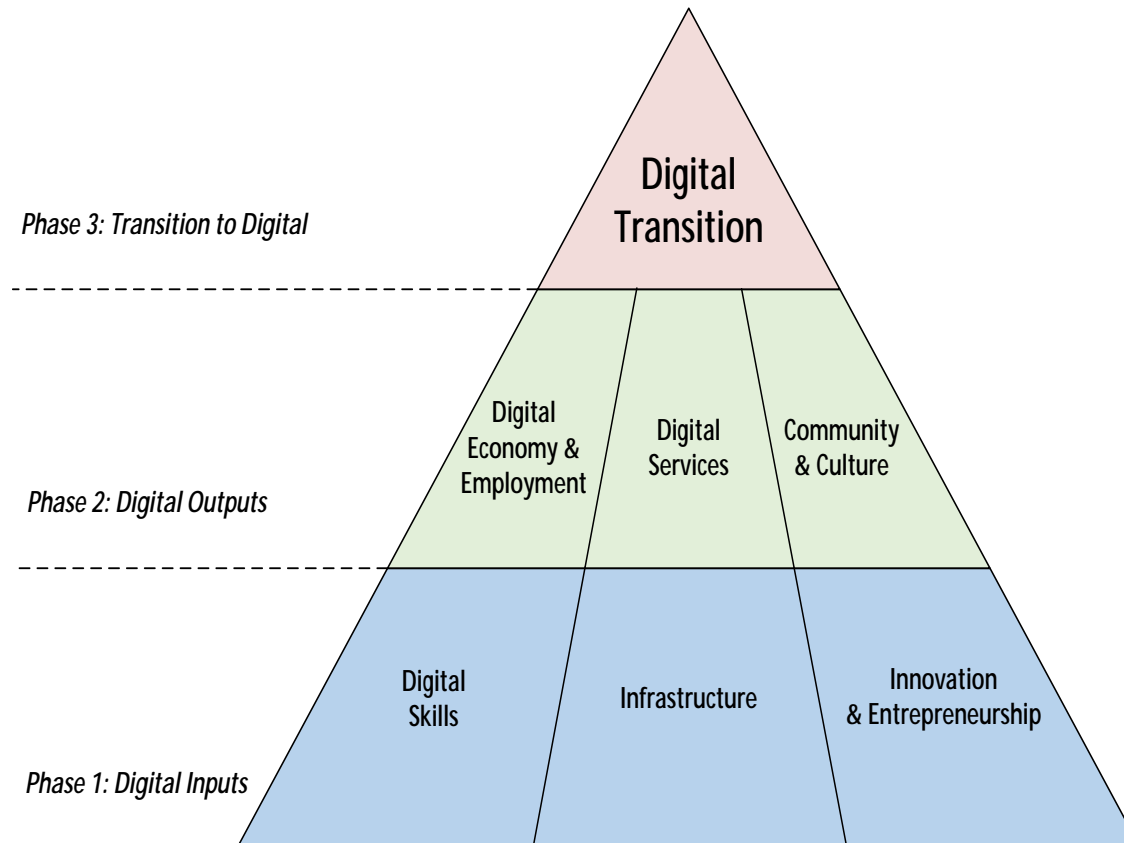 Digital
Transition
Phase 3: Transition to Digital
Digital
Economy &
Employment
Digital
Services
Community
& Culture
Phase 2: Digital Outputs
Digital
Skills
Infrastructure
Innovation
& Entrepreneurship
Phase 1: Digital Inputs